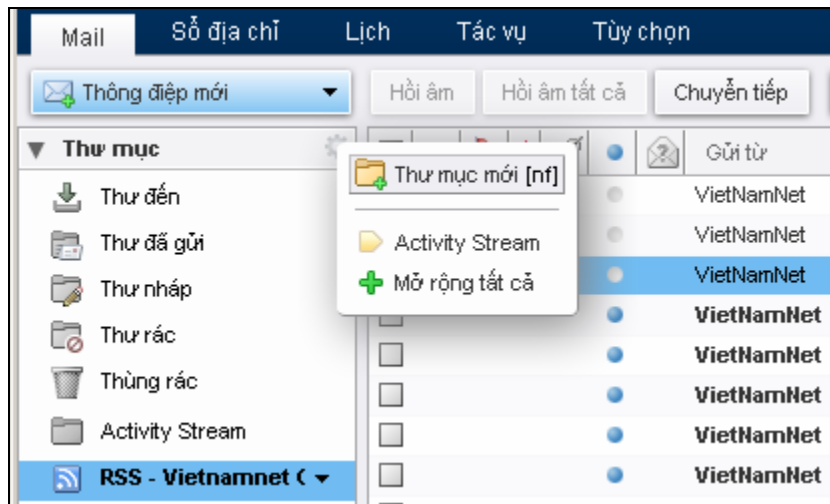 Mail Sổ địa chỉ Lịch Tác vụ Tùy chọn
Thông điệp mới Hồi âm Hồi âm tất cả Chuyển tiếp
Thư mục Gửi từ
Thư mục mới [nf]
Thư đến VietNamNet
Activity Stream
Thư đã gửi VietNamNet
Mở rộng tất cả
Thư nháp VietNamNet
VietNamNet
Thư rác
VietNamNet
Thùng rác VietNamNet
Activity Stream VietNamNet
RSS - Vietnamnet ( VietNamNet